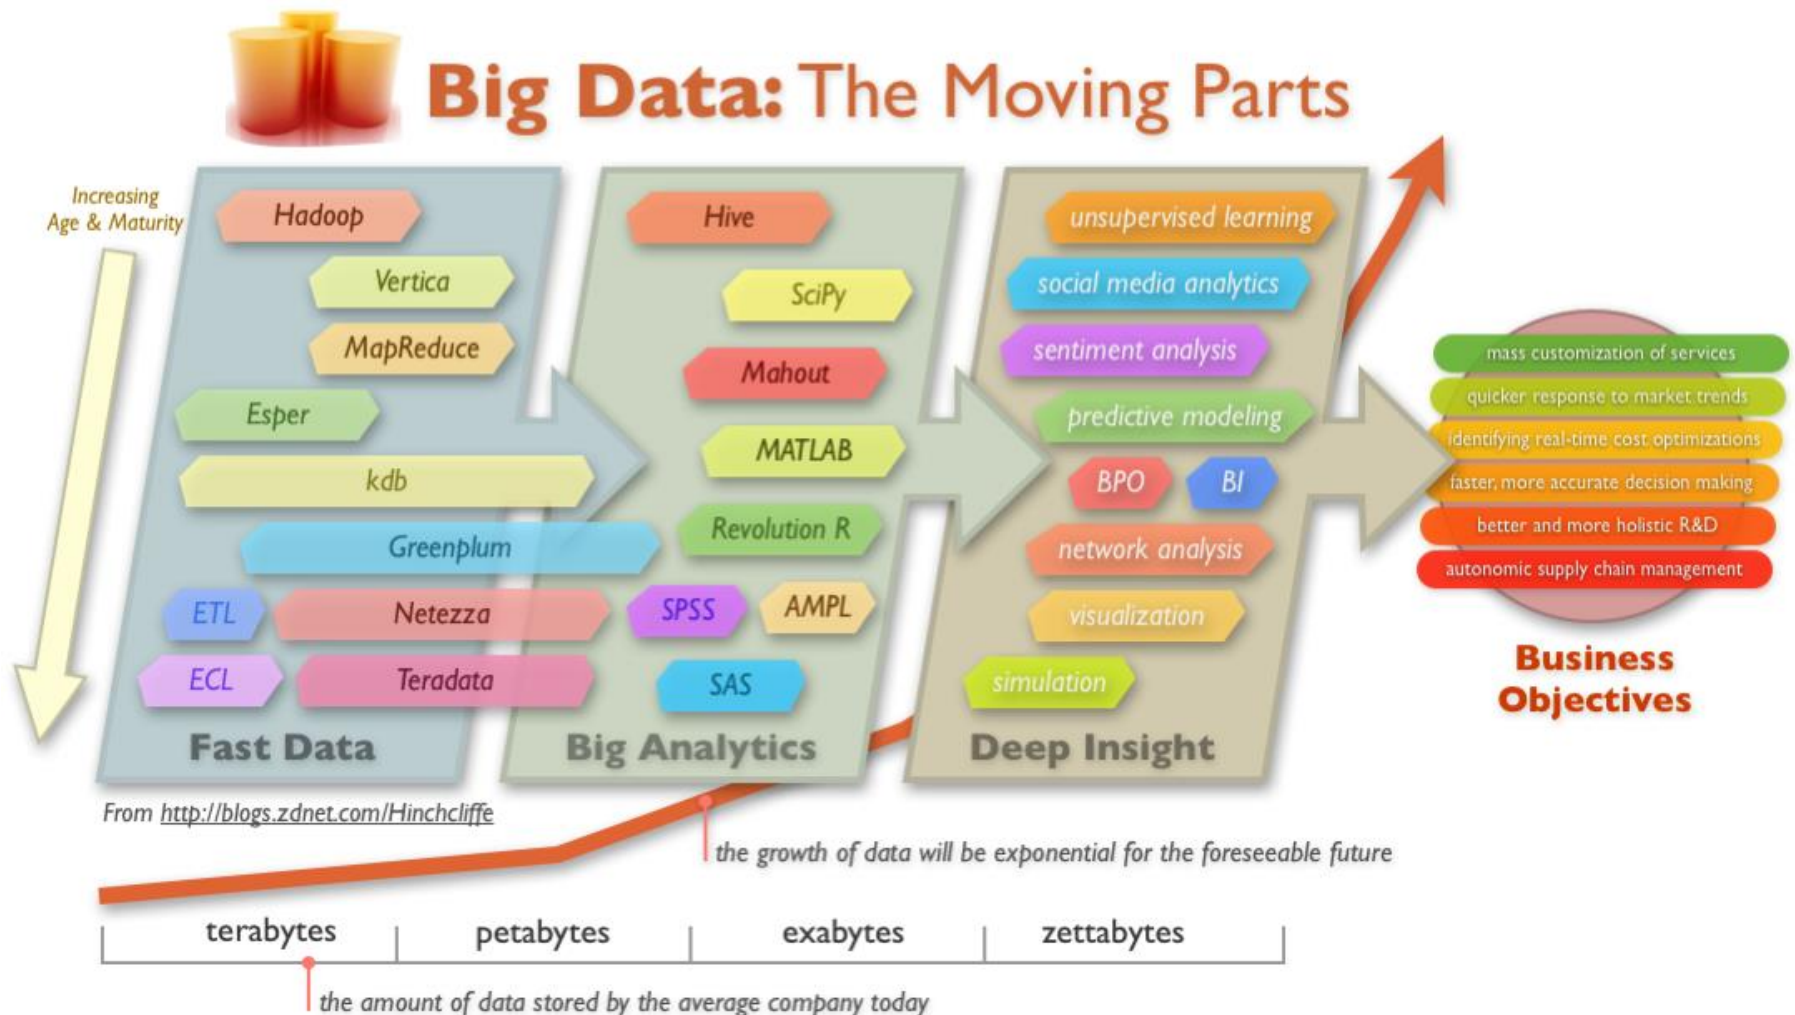 Big Data: The Moving Parts
Increasing
Age & Maturity
Hadoop
Vertica
MapReduce
Esper
kdb
Greenplum
ETL
Netezza
ECL
Teradata
Fast Data
Hive
SciPy
Mahout
MATLAB
Revolution R
SPSS
AMPL
SAS
Big Analytics
unsupervised learning
social media analytics
sentiment analysis
predictive modeling
BPO
BI
network analysis
visualization
simulation
Deep Insight
mass customization of services
quicker response to market trends
identifying real-time cost optimizations
faster, more accurate decision making
better and more holistic R&D
autonomic supply chain management
Business
Objectives
From http://blogs.zdnet.com/Hinchcliffe
the growth of data will be exponential for the foreseeable future
terabytes
petabytes
exabytes
zettabytes
the amount of data stored by the average company today